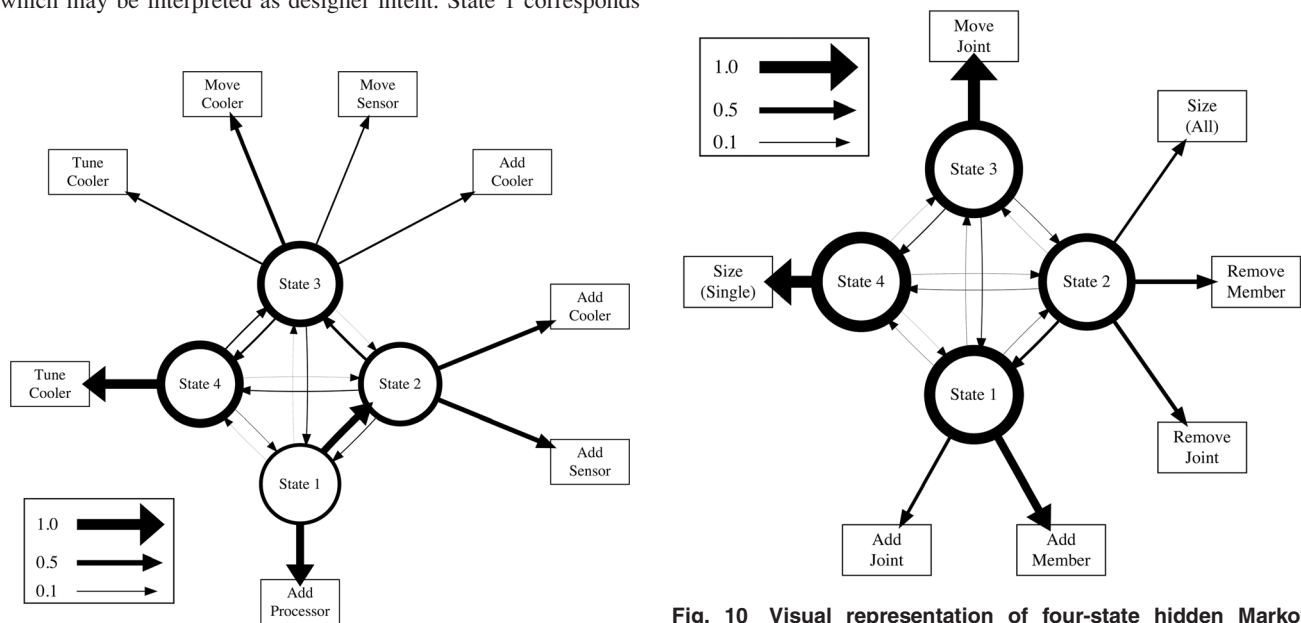 which may be interpreted as designer intent. State 1 corresponds
Move
Cooler
Move
Sensor
Tune
Cooler
Add
Cooler
State 3
Add
Cooler
Tune
Cooler
State 4
State 2
Add
Sensor
State 1
1.0
0.5
0.1
Add
Processor
Move
Joint
1.0
0.5
0.1
Size
(All)
State 3
Size
(Single)
State 4
State 2
Remove
Member
State 1
Remove
Joint
Add
Joint
Add
Member
Fig. 10 Visual representation of four-state hidden Marko